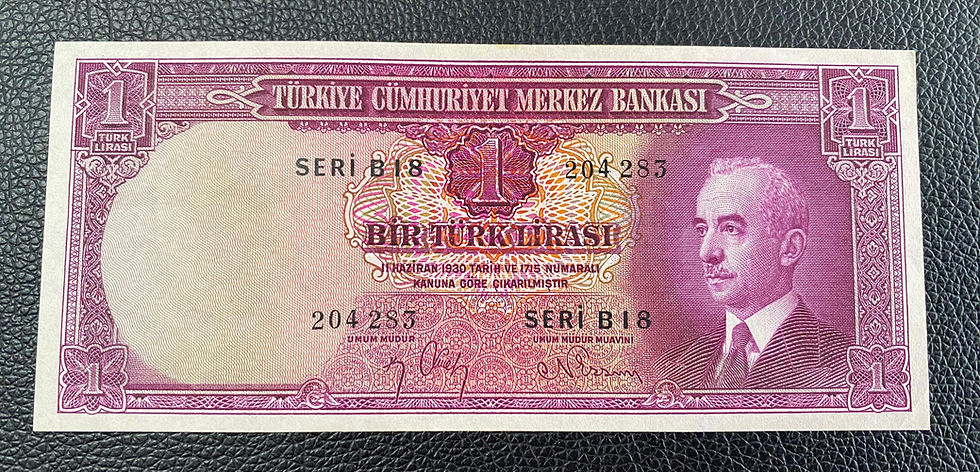 1 TÜRK LİRASI
TÜRKİYE CÜMHURİYET MERKEZ BANKASI
1 TÜRK LİRASI
SERİ B18 204283
1
BİR TÜRK LİRASI
11 HAZİRAN 1930 TARİH VE 1715 NUMARALI
KANUNA GÖRE ÇIKARILMIŞTIR
204283 SERİ B18
UMUM MÜDÜR UMUM MÜDÜR MUAVİNİ
1 1